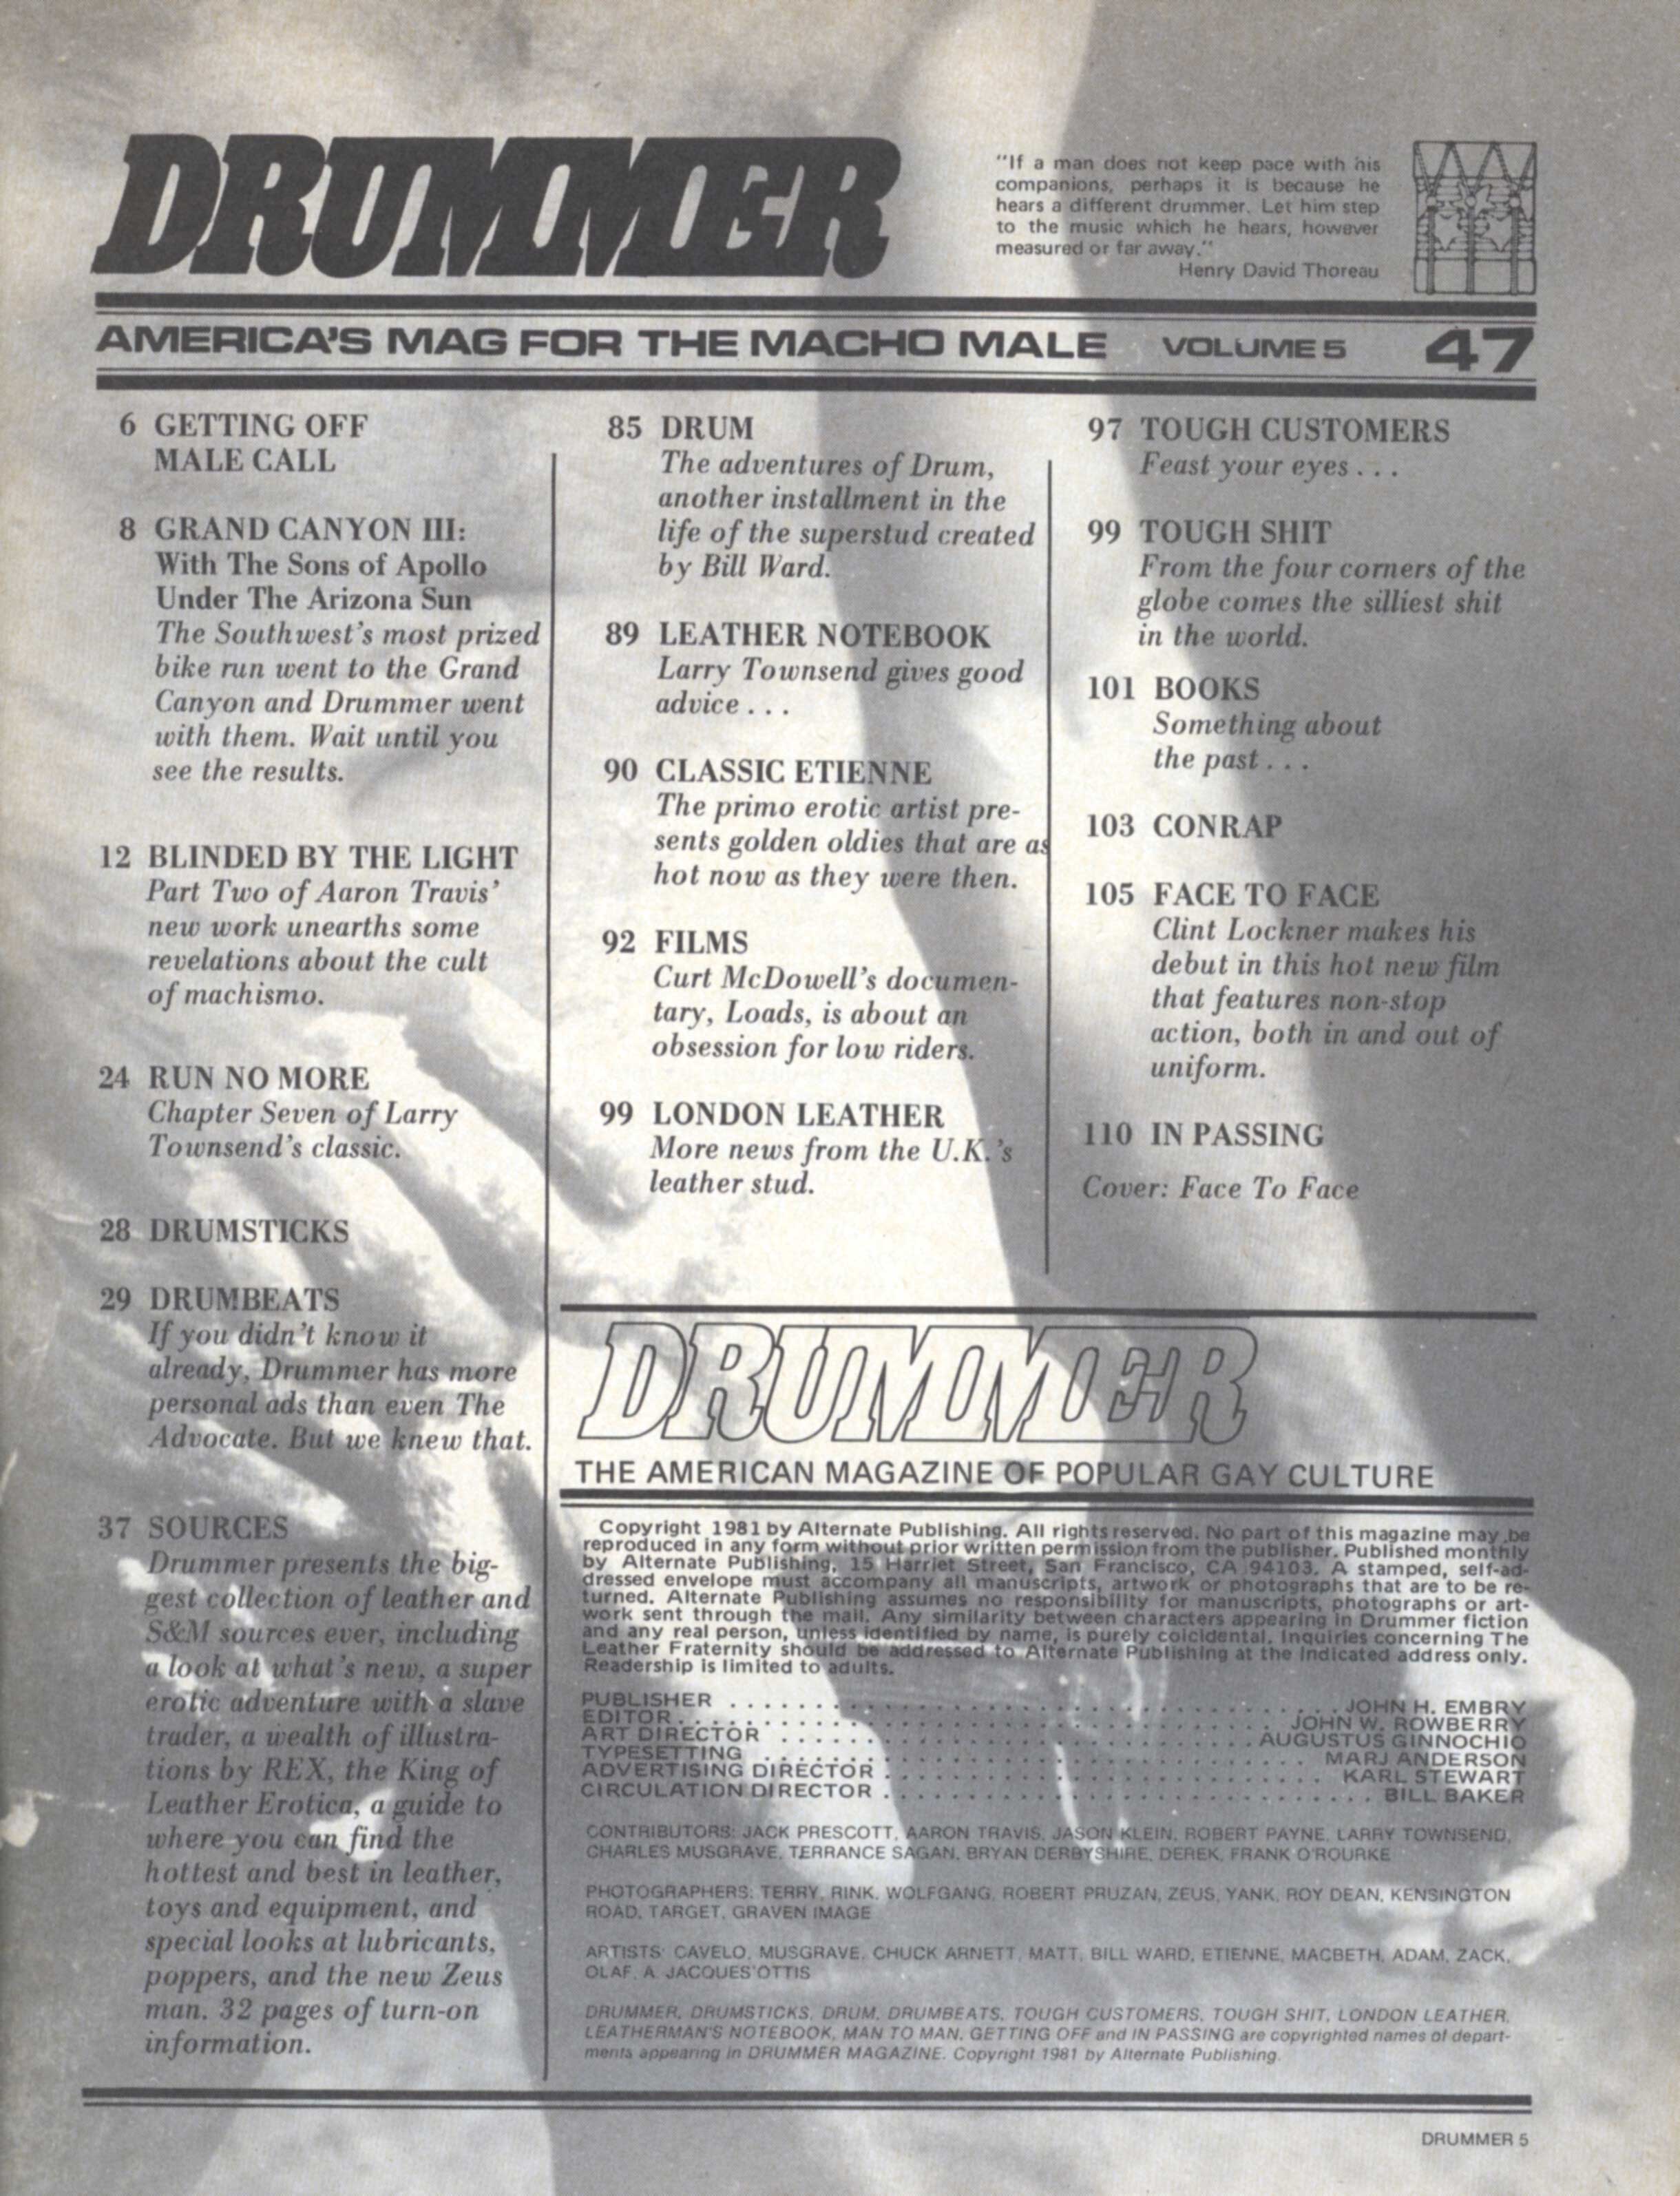 DRUMMER
"If a man does not keep pace with his
companions, perhaps it is because he
hears a different drummer. Let him step
to the music which he hears, however
measured or far away."
Henry David Thoreau
AMERICA'S MAG FOR THE MACHO MALE VOLUME 5 47
6 GETTING OFF
MALE CALL
8 GRAND CANYON III:
With The Sons of Apollo
Under The Arizona Sun
The Southwest's most prized
bike run went to the Grand
Canyon and Drummer went
with them. Wait until you
see the results.
12 BLINDED BY THE LIGHT
Part Two of Aaron Travis'
new work unearths some
revelations about the cult
of machismo.
24 RUN NO MORE
Chapter Seven of Larry
Townsend's classic.
28 DRUMSTICKS
29 DRUMBEATS
If you didn't know it
already, Drummer has more
personal ads than even The
Advocate. But we knew that.
37 SOURCES
Drummer presents the big-
gest collection of leather and
S&M sources ever, including
a look at what's new, a super
erotic adventure with a slave
trader, a wealth of illustra-
tions by REX, the King of
Leather Erotica, a guide to
where you can find the
hottest and best in leather,
toys and equipment, and
special looks at lubricants,
poppers, and the new Zeus
man. 32 pages of turn-on
information.
85 DRUM
The adventures of Drum,
another installment in the
life of the superstud created
by Bill Ward.
89 LEATHER NOTEBOOK
Larry Townsend gives good
advice . . .
90 CLASSIC ETIENNE
The primo erotic artist pre-
sents golden oldies that are as
hot now as they were then.
92 FILMS
Curt McDowell's documen-
tary, Loads, is about an
obsession for low riders.
99 LONDON LEATHER
More news from the U.K.'s
leather stud.
97 TOUGH CUSTOMERS
Feast your eyes . . .
99 TOUGH SHIT
From the four corners of the
globe comes the silliest shit
in the world.
101 BOOKS
Something about
the past . . .
103 CONRAP
105 FACE TO FACE
Clint Lockner makes his
debut in this hot new film
that features non-stop
action, both in and out of
uniform.
110 IN PASSING
Cover: Face To Face
DRUMMER
THE AMERICAN MAGAZINE OF POPULAR GAY CULTURE
Copyright 1981 by Alternate Publishing. All rights reserved. No part of this magazine may be
reproduced in any form without prior written permission from the publisher. Published monthly
by Alternate Publishing, 15 Harriet Street, San Francisco, CA 94103. A stamped, self-ad-
dressed envelope must accompany all manuscripts, artwork or photographs that are to be re-
turned. Alternate Publishing assumes no responsibility for manuscripts, photographs or art-
work sent through the mail. Any similarity between characters appearing in Drummer fiction
and any real person, unless identified by name, is purely coicidental. Inquiries concerning The
Leather Fraternity should be addressed to Alternate Publishing at the indicated address only.
Readership is limited to adults.
PUBLISHER . . . . . JOHN H. EMBRY
EDITOR . . . . . JOHN W. ROWBERRY
ART DIRECTOR . . . . . AUGUSTUS GINNOCHIO
TYPESETTING . . . . . MARJ ANDERSON
ADVERTISING DIRECTOR . . . . . KARL STEWART
CIRCULATION DIRECTOR . . . . . BILL BAKER
CONTRIBUTORS: JACK PRESCOTT, AARON TRAVIS, JASON KLEIN, ROBERT PAYNE, LARRY TOWNSEND,
CHARLES MUSGRAVE, TERRANCE SAGAN, BRYAN DERBYSHIRE, DEREK, FRANK O'ROURKE
PHOTOGRAPHERS: TERRY, RINK, WOLFGANG, ROBERT PRUZAN, ZEUS, YANK, ROY DEAN, KENSINGTON
ROAD, TARGET, GRAVEN IMAGE
ARTISTS: CAVELO, MUSGRAVE, CHUCK ARNETT, MATT, BILL WARD, ETIENNE, MACBETH, ADAM, ZACK,
OLAF, A. JACQUES'OTTIS
DRUMMER, DRUMSTICKS, DRUM, DRUMBEATS, TOUGH CUSTOMERS, TOUGH SHIT, LONDON LEATHER,
LEATHERMAN'S NOTEBOOK, MAN TO MAN, GETTING OFF and IN PASSING are copyrighted names of depart-
ments appearing in DRUMMER MAGAZINE. Copyright 1981 by Alternate Publishing.
DRUMMER 5